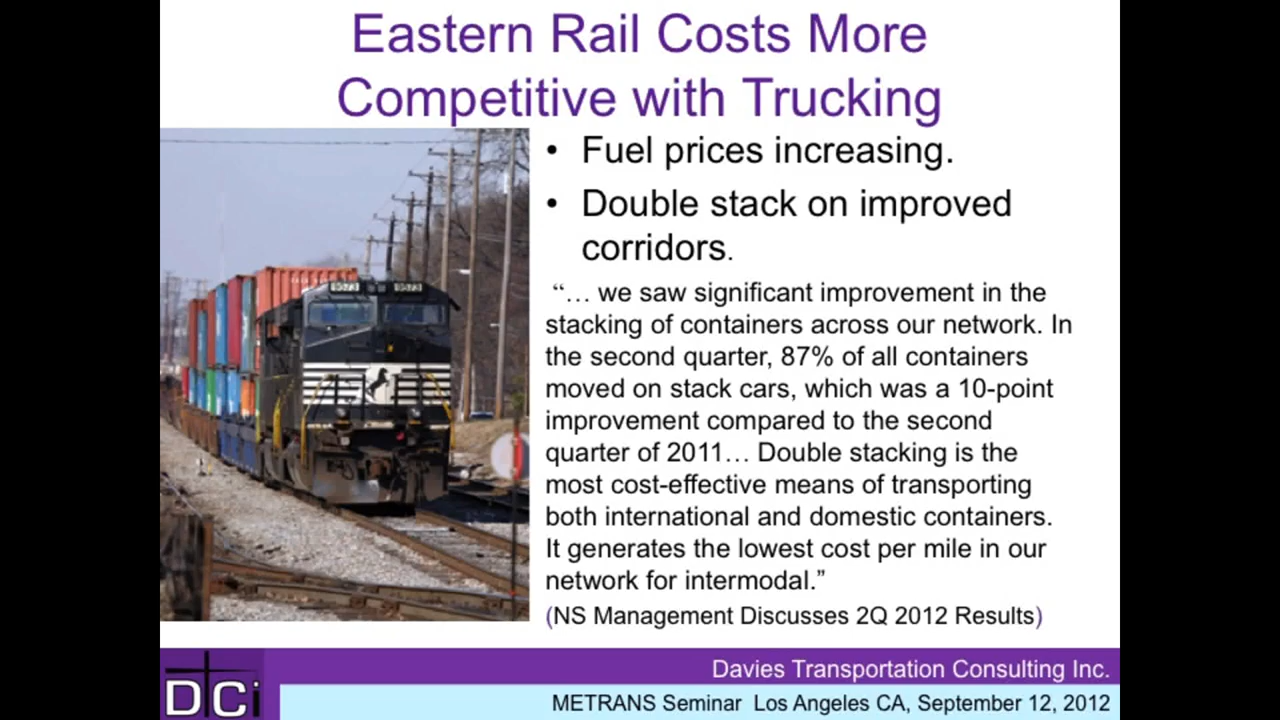 Eastern Rail Costs More
Competitive with Trucking
• Fuel prices increasing.
• Double stack on improved
corridors.
“… we saw significant improvement in the
stacking of containers across our network. In
the second quarter, 87% of all containers
moved on stack cars, which was a 10-point
improvement compared to the second
quarter of 2011… Double stacking is the
most cost-effective means of transporting
both international and domestic containers.
It generates the lowest cost per mile in our
network for intermodal.”
(NS Management Discusses 2Q 2012 Results)
9573 9573
Davies Transportation Consulting Inc.
DTCi
METRANS Seminar Los Angeles CA, September 12, 2012